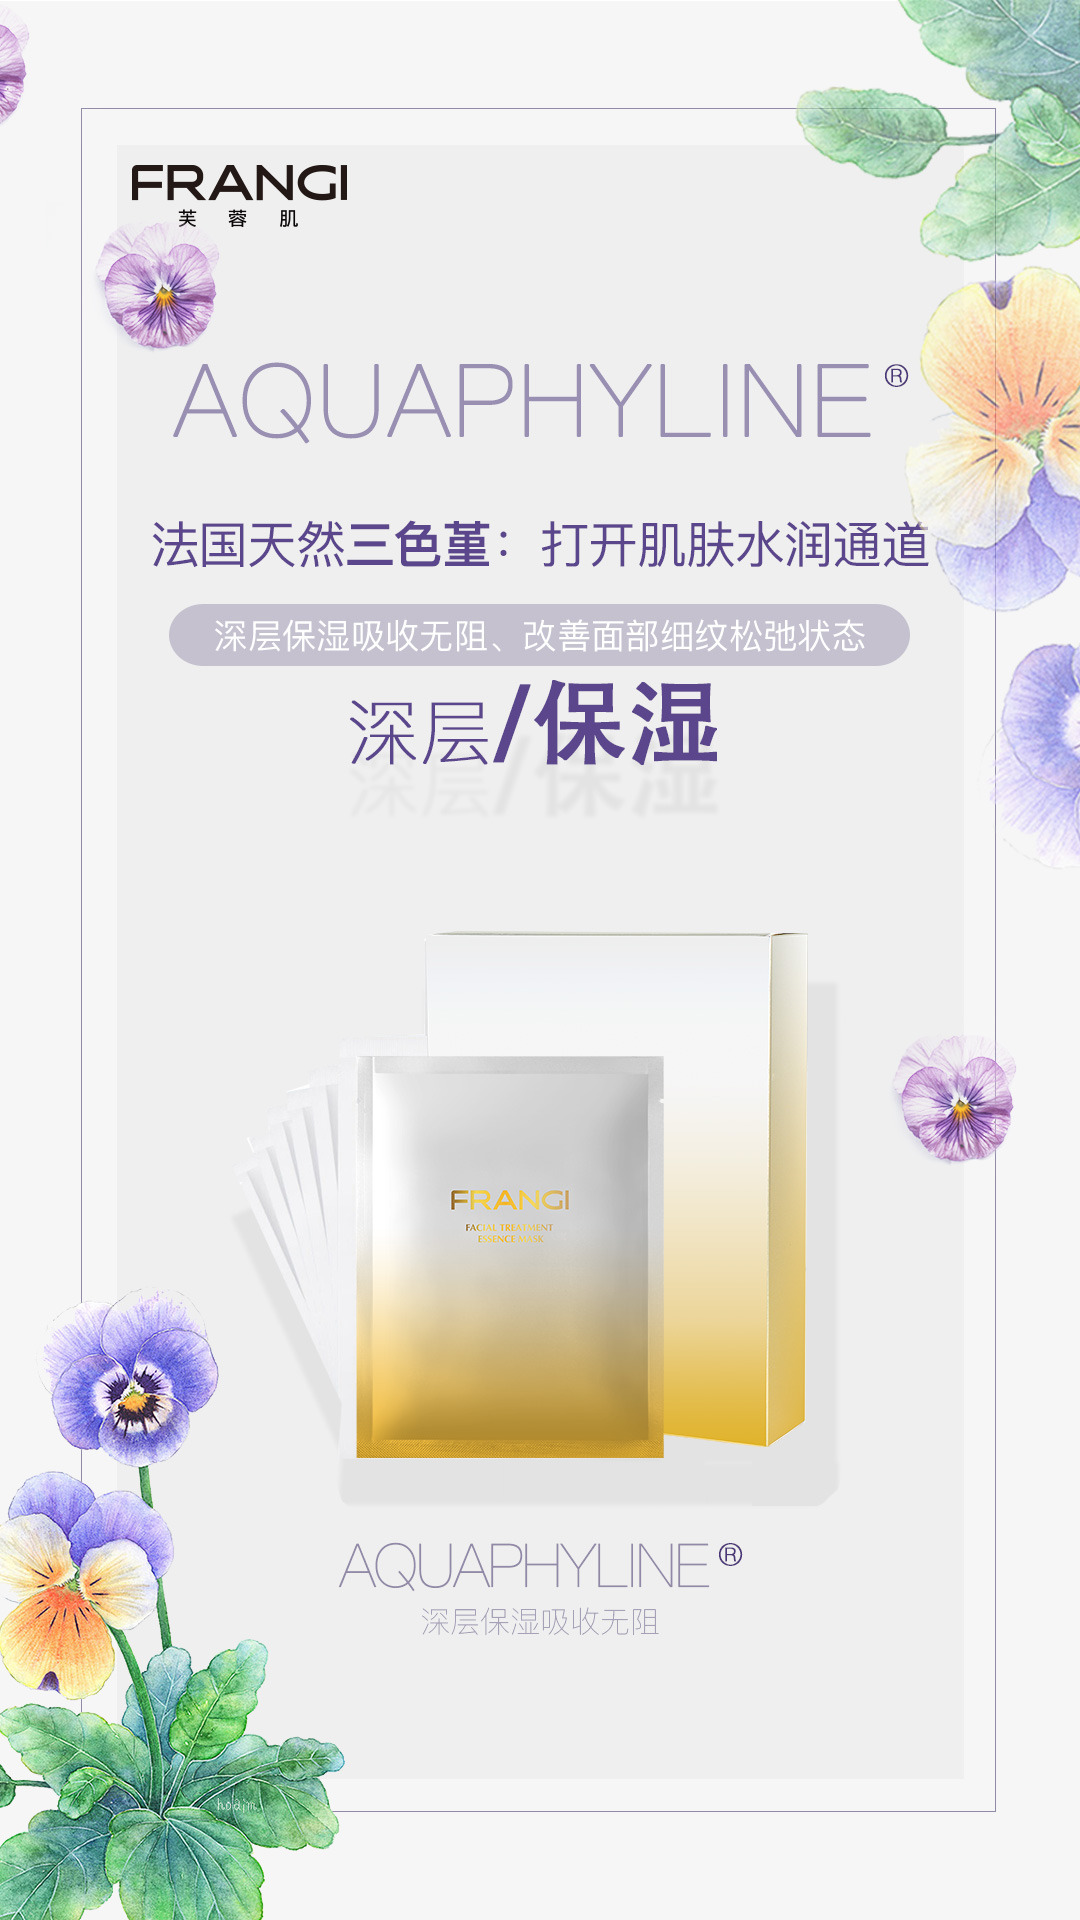 FRANGI
芙蓉肌
AQUAPHYLINE®
法国天然三色堇：打开肌肤水润通道
深层保湿吸收无阻、改善面部细纹松弛状态
深层/保湿
FRANGI
FACIAL TREATMENT
ESSENCE MASK
AQUAPHYLINE®
深层保湿吸收无阻